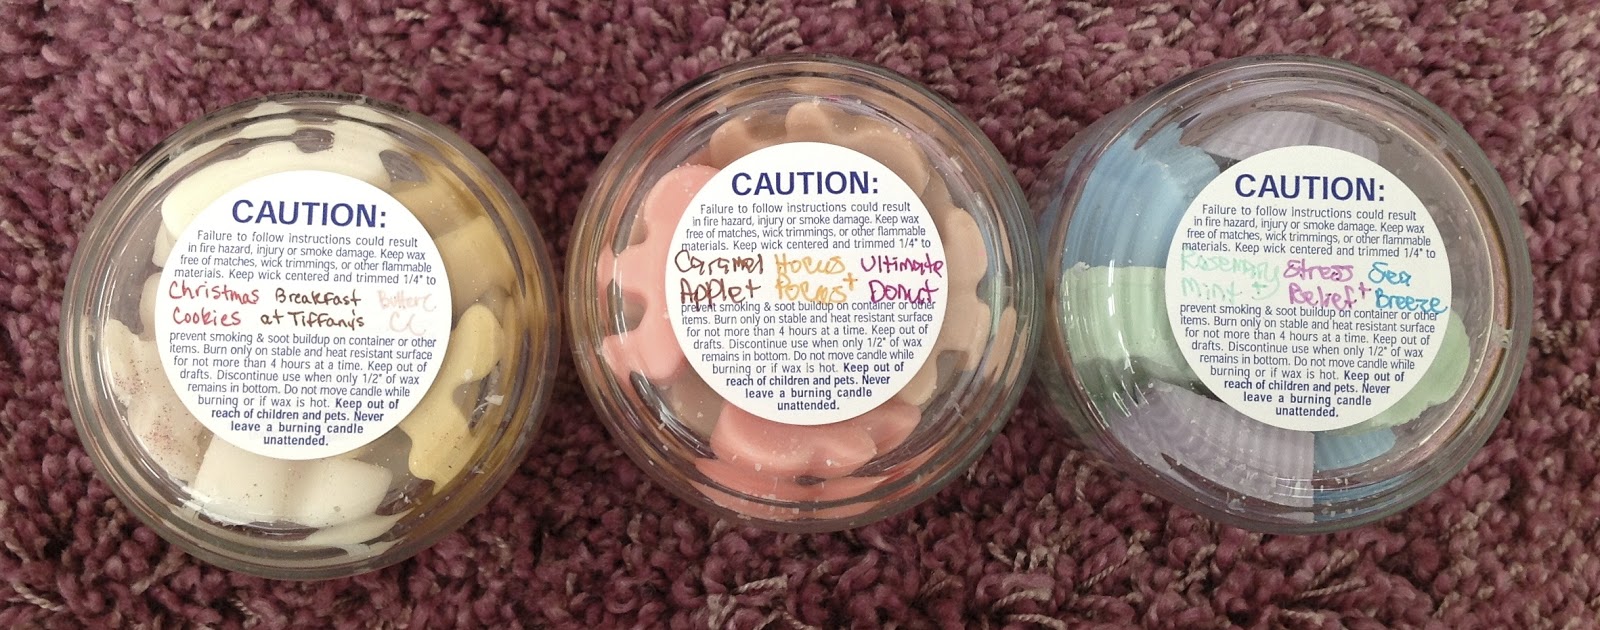 CAUTION:
Failure to follow instructions could result
in fire hazard, injury or smoke damage. Keep wax
free of matches, wick trimmings, or other flammable
materials. Keep wick centered and trimmed 1/4" to
Christmas Breakfast
Cookies at Tiffany's
prevent smoking & soot buildup on container or other
items. Burn only on stable and heat resistant surface
for not more than 4 hours at a time. Keep out of
drafts. Discontinue use when only 1/2" of wax
remains in bottom. Do not move candle while
burning or if wax is hot. Keep out of
reach of children and pets. Never
leave a burning candle
unattended.
CAUTION:
Failure to follow instructions could result
in fire hazard, injury or smoke damage. Keep wax
free of matches, wick trimmings, or other flammable
materials. Keep wick centered and trimmed 1/4" to
Caramel Hocus Ultimate
Apple + Pocus + Donut
prevent smoking & soot buildup on container or other
items. Burn only on stable and heat resistant surface
for not more than 4 hours at a time. Keep out of
drafts. Discontinue use when only 1/2" of wax
remains in bottom. Do not move candle while
burning or if wax is hot. Keep out of
reach of children and pets. Never
leave a burning candle
unattended.
CAUTION:
Failure to follow instructions could result
in fire hazard, injury or smoke damage. Keep wax
free of matches, wick trimmings, or other flammable
materials. Keep wick centered and trimmed 1/4" to
Rosemary Stress Sea
Mint + Relief + Breeze
prevent smoking & soot buildup on container or other
items. Burn only on stable and heat resistant surface
for not more than 4 hours at a time. Keep out of
drafts. Discontinue use when only 1/2" of wax
remains in bottom. Do not move candle while
burning or if wax is hot. Keep out of
reach of children and pets. Never
leave a burning candle
unattended.